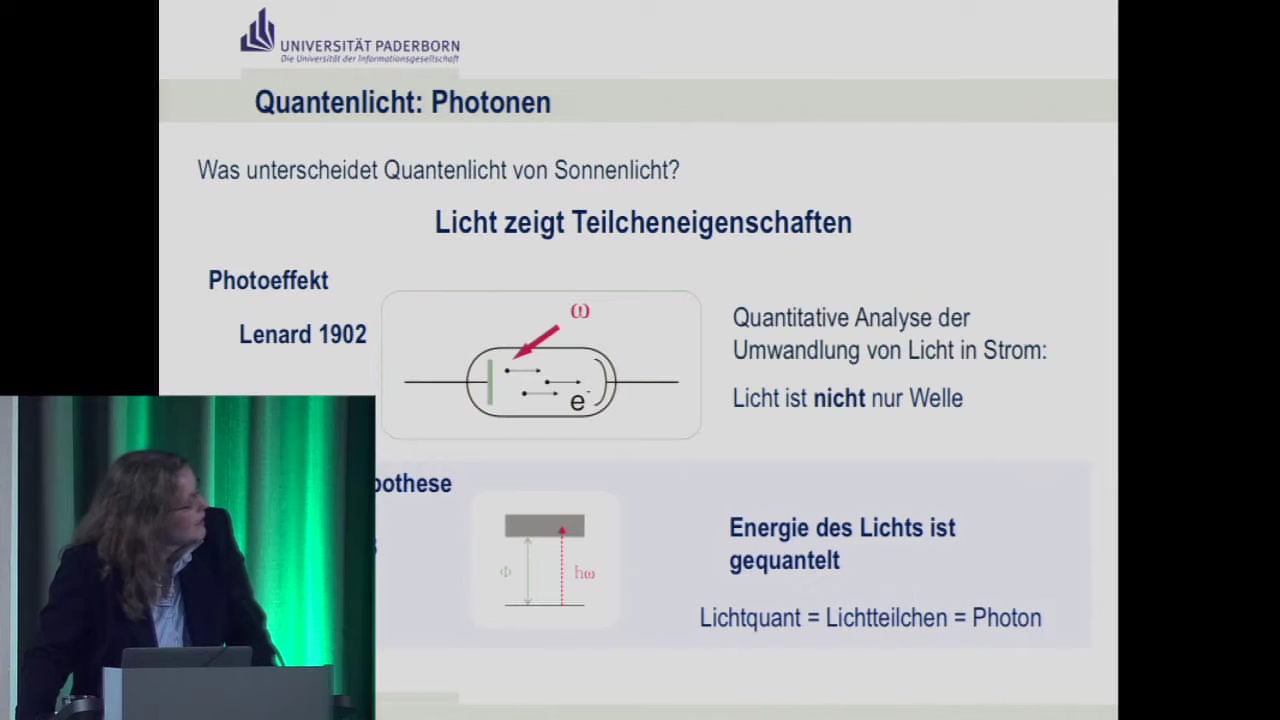 UNIVERSITÄT PADERBORN
Die Universität der Informationsgesellschaft
Quantenlicht: Photonen
Was unterscheidet Quantenlicht von Sonnenlicht?
Licht zeigt Teilcheneigenschaften
Photoeffekt
Lenard 1902
ω
e-
Quantitative Analyse der
Umwandlung von Licht in Strom:
Licht ist nicht nur Welle
pothese
Φ
ħω
Energie des Lichts ist
gequantelt
Lichtquant = Lichtteilchen = Photon